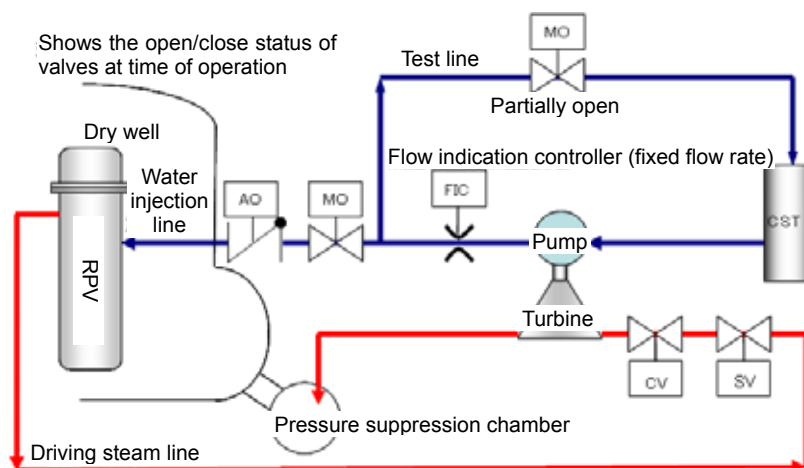 Shows the open/close status of
valves at time of operation
MO
Test line
Partially open
Dry well
Flow indication controller (fixed flow rate)
Water
injection
line
AO
MO
FIC
CST
Pump
RPV
Turbine
CV
SV
Pressure suppression chamber
Driving steam line